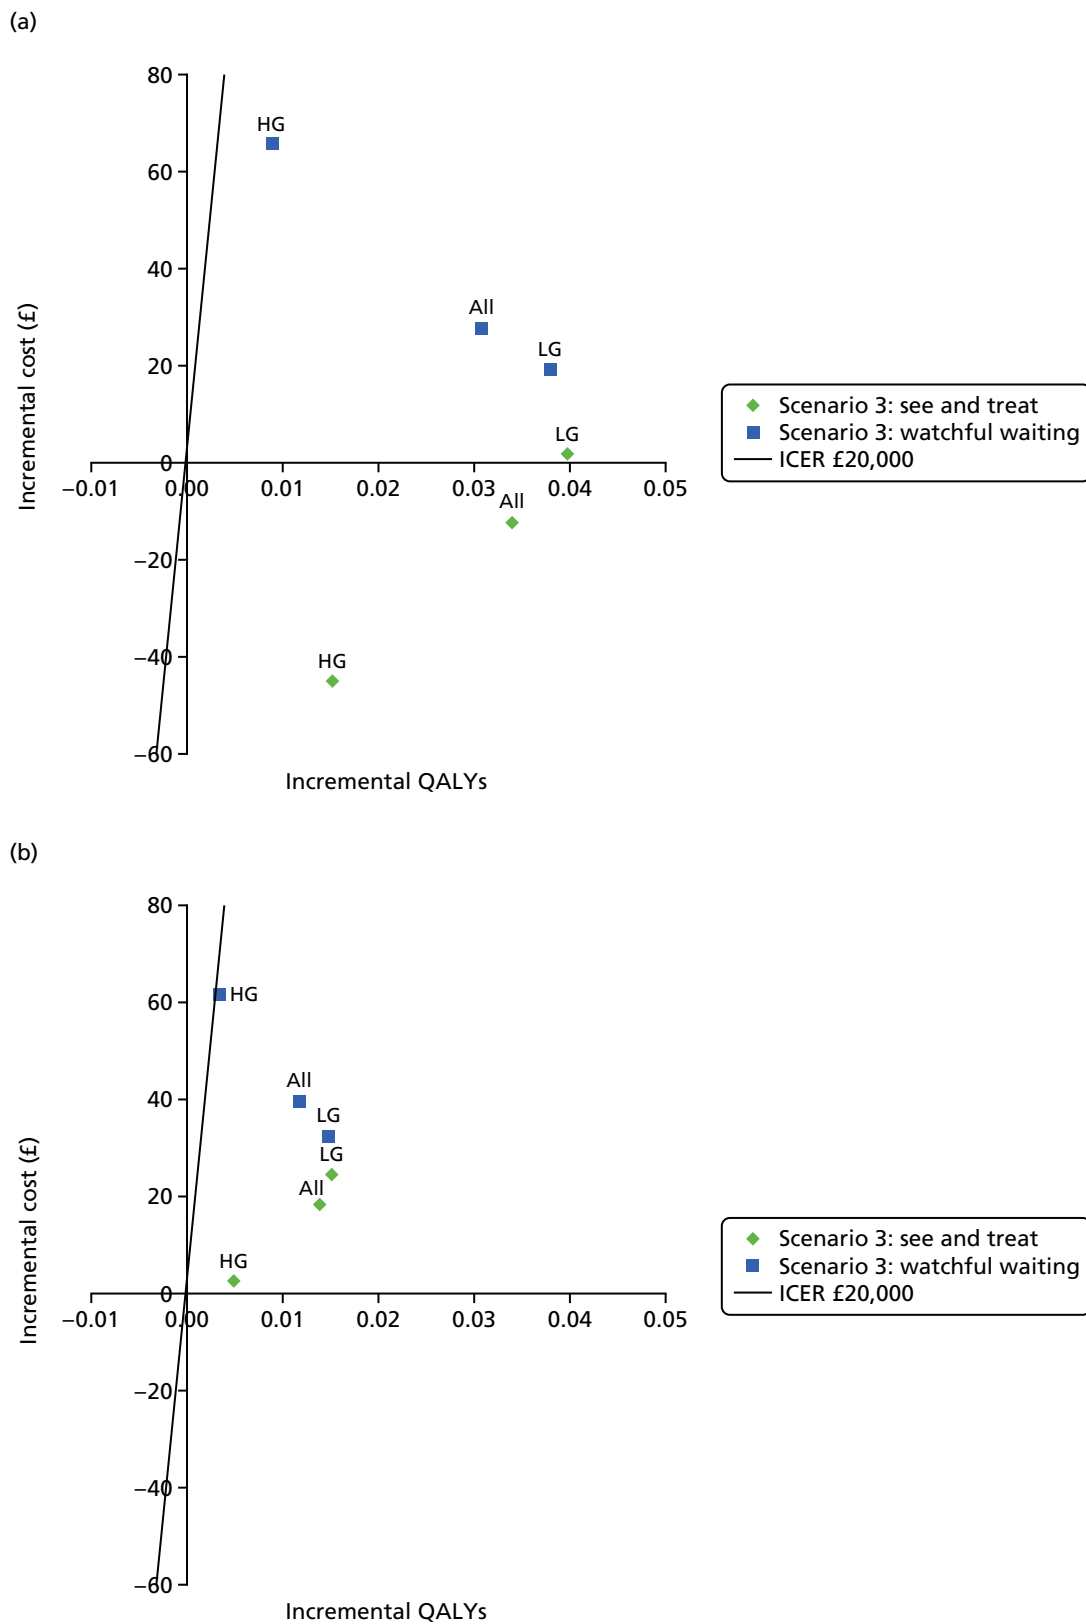 (a)
80
HG
60
40
All
LG
20
Scenario 3: see and treat
LG
Scenario 3: watchful waiting
ICER £20,000
0
−0.01
0.00
0.01
0.02
0.03
0.04
0.05
All
−20
−40
HG
−60
Incremental cost (£)
Incremental QALYs
(b)
80
60
HG
40
All
LG
LG
20
All
Scenario 3: see and treat
HG
Scenario 3: watchful waiting
ICER £20,000
0
−0.01
0.00
0.01
0.02
0.03
0.04
0.05
−20
−40
−60
Incremental cost (£)
Incremental QALYs